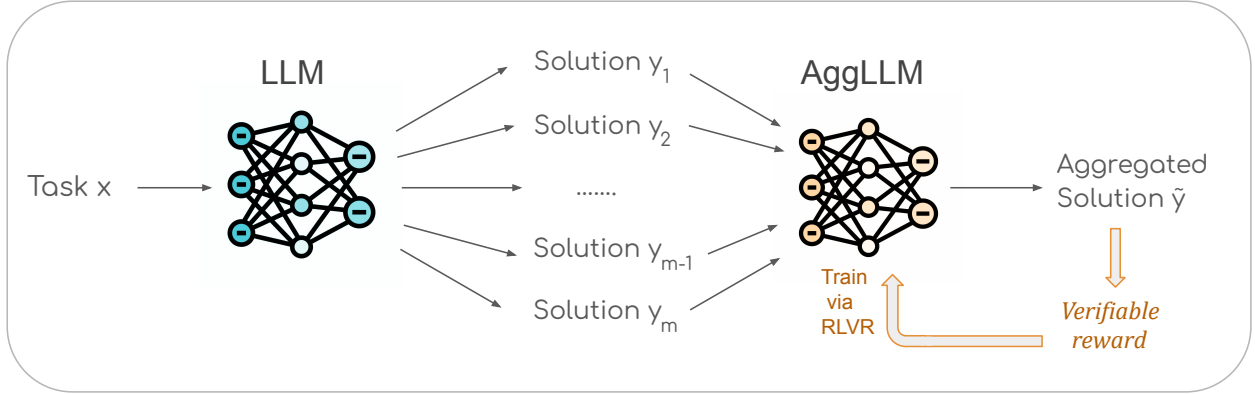 LLM
AggLLM
Task x
Solution y₁
Solution y₂
.......
Solution yₘ₋₁
Solution yₘ
Aggregated
Solution ỹ
Train
via
RLVR
Verifiable
reward